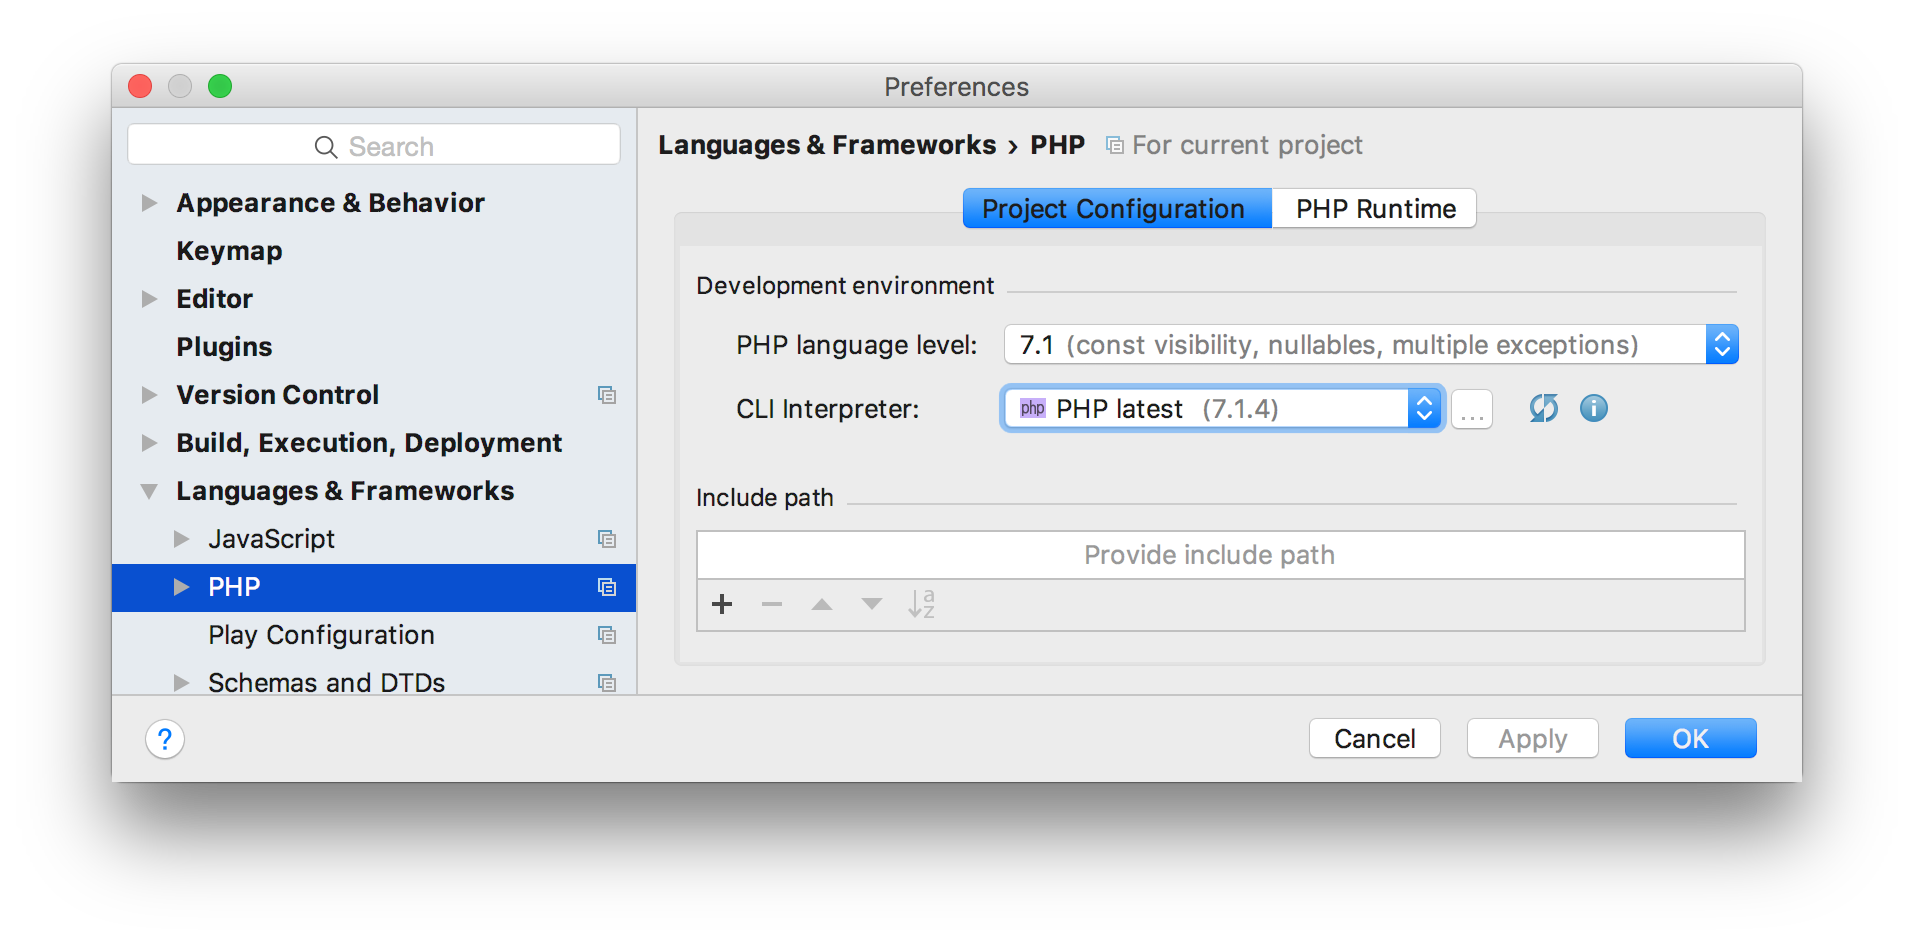 Preferences
Search
Appearance & Behavior
Keymap
Editor
Plugins
Version Control
Build, Execution, Deployment
Languages & Frameworks
JavaScript
PHP
Play Configuration
Schemas and DTDs
Languages & Frameworks › PHP For current project
Project Configuration PHP Runtime
Development environment
PHP language level: 7.1 (const visibility, nullables, multiple exceptions)
CLI Interpreter: php PHP latest (7.1.4) ...
Include path
Provide include path
a
z
? Cancel Apply OK